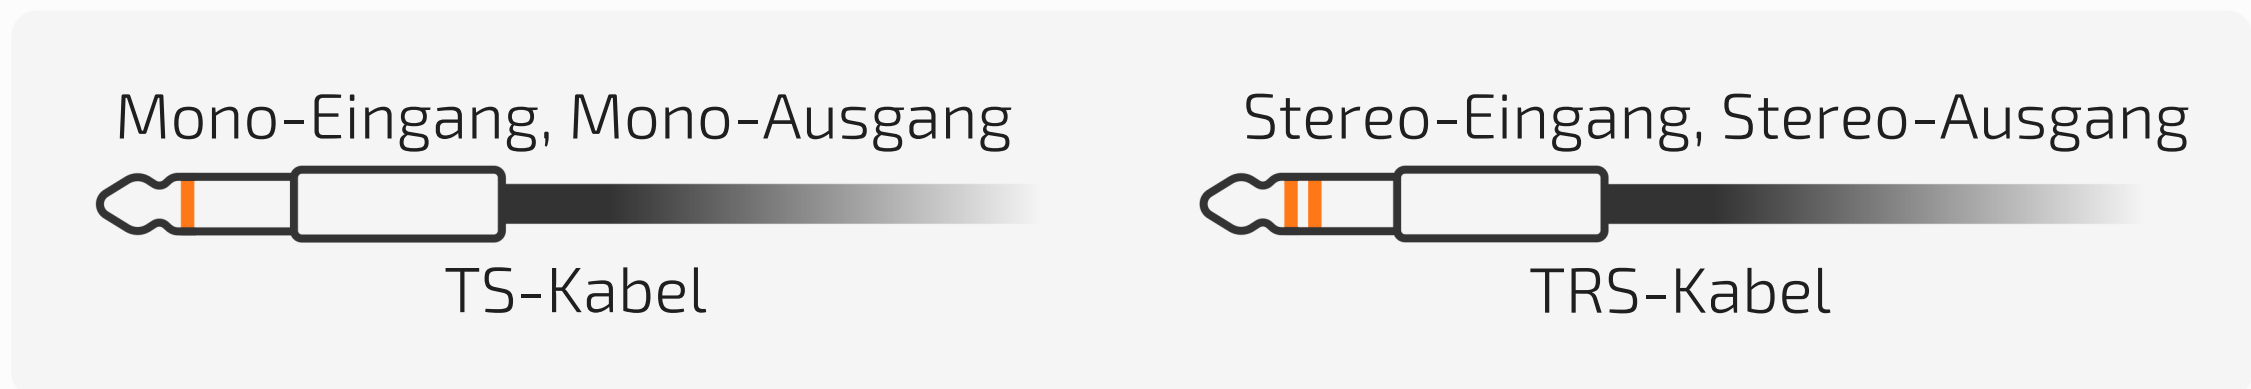 Mono-Eingang, Mono-Ausgang
TS-Kabel
Stereo-Eingang, Stereo-Ausgang
TRS-Kabel